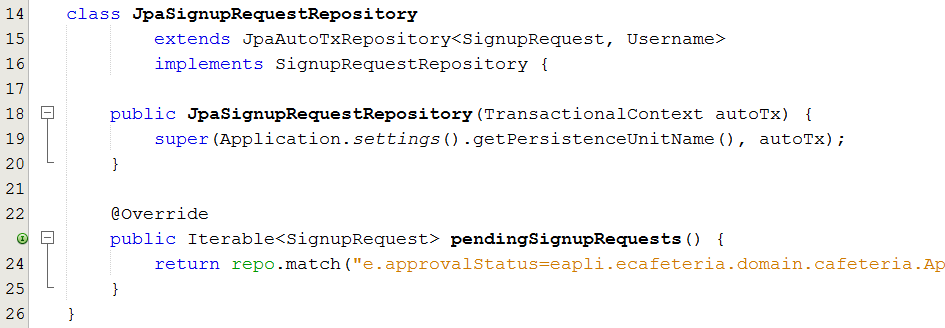 14 class JpaSignupRequestRepository
15 extends JpaAutoTxRepository<SignupRequest, Username>
16 implements SignupRequestRepository {
17
18 public JpaSignupRequestRepository(TransactionalContext autoTx) {
19 super(Application.settings().getPersistenceUnitName(), autoTx);
20 }
21
22 @Override
public Iterable<SignupRequest> pendingSignupRequests() {
24 return repo.match("e.approvalStatus=eapli.ecafeteria.domain.cafeteria.Ap
25 }
26 }